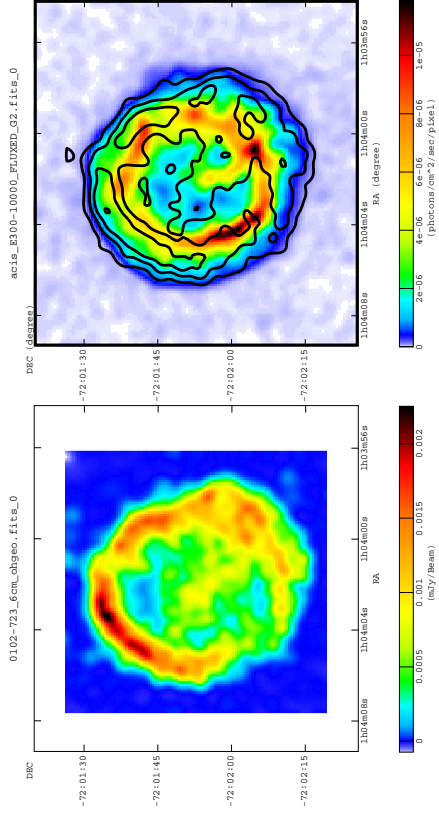 0102-723_6cm_ohgeo.fits_0
DEC
-72:01:30
-72:01:45
-72:02:00
-72:02:15
1h04m08s 1h04m04s 1h04m00s 1h03m56s
RA
0 0.0005 0.001 0.0015 0.002
(mJy/Beam)
acis_E300-10000_FLUXED_G2.fits_0
DEC (degree)
-72:01:30
-72:01:45
-72:02:00
-72:02:15
1h04m08s 1h04m04s 1h04m00s 1h03m56s
RA (degree)
0 2e-06 4e-06 6e-06 8e-06 1e-05
(photons/cm^2/sec/pixel)